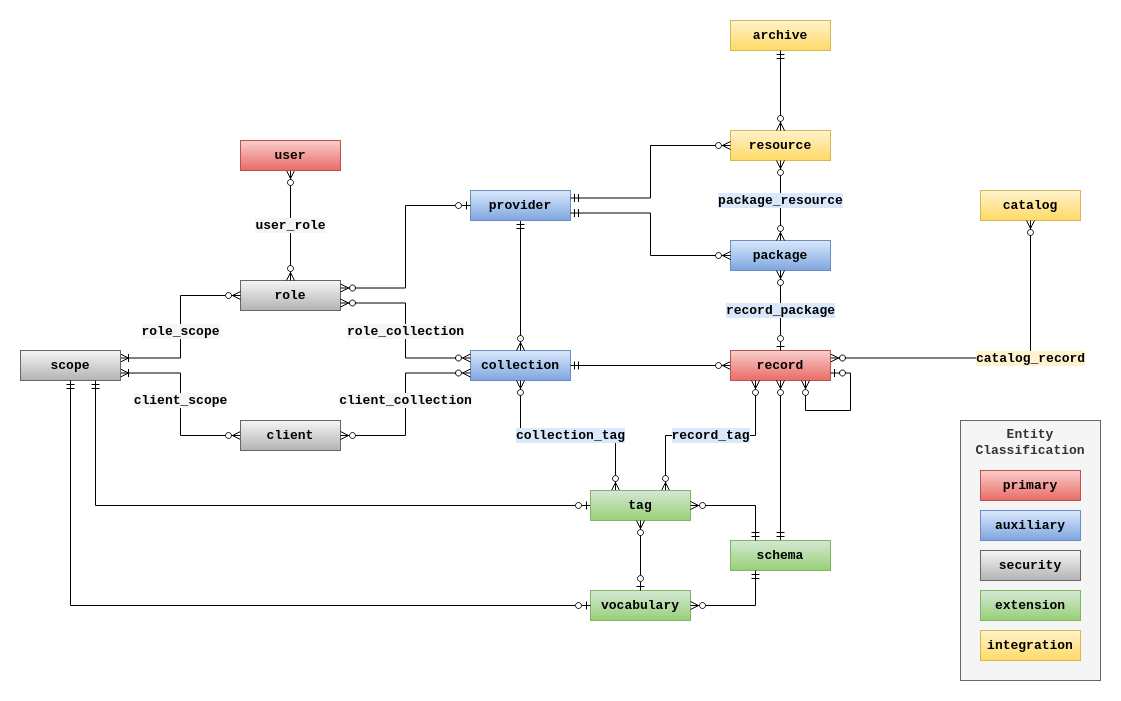 archive
resource
user
package_resource
provider
catalog
user_role
package
role
record_package
role_scope
role_collection
catalog_record
scope
collection
record
client_scope
client_collection
client
collection_tag
record_tag
Entity
Classification
primary
tag
auxiliary
schema
security
vocabulary
extension
integration